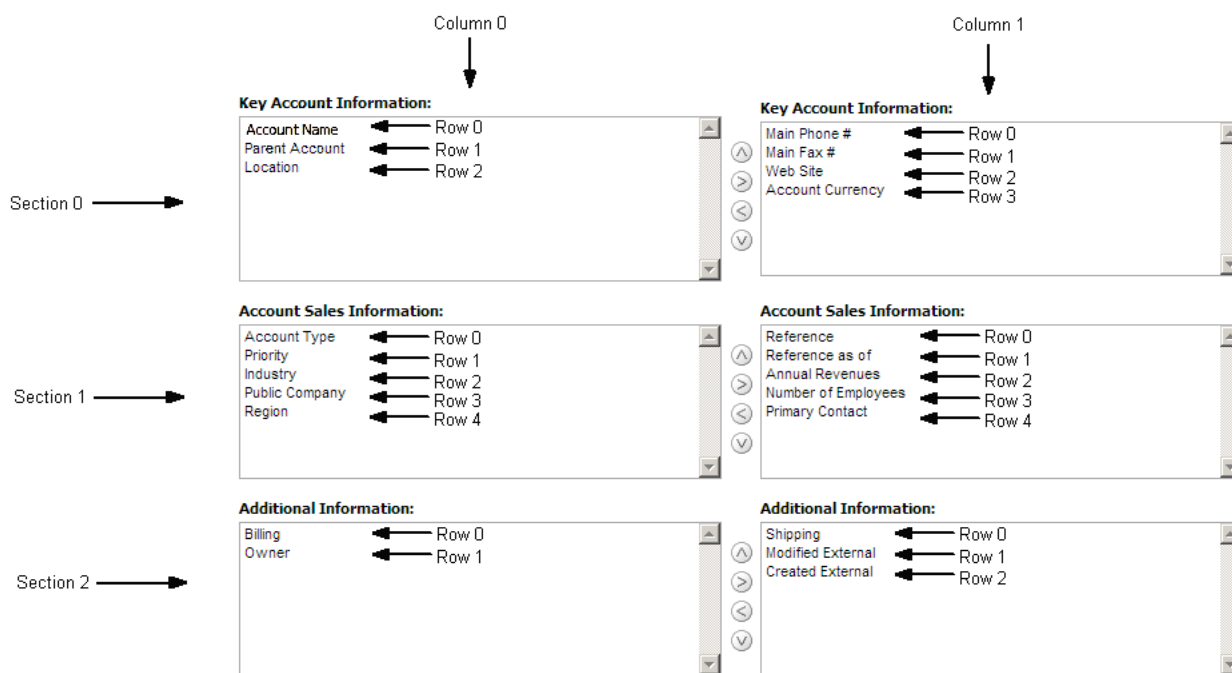 Column 0
Column 1
Key Account Information:
Key Account Information:
Account Name Row 0
Parent Account Row 1
Location Row 2
Main Phone # Row 0
Main Fax # Row 1
Web Site Row 2
Account Currency Row 3
Section 0
Account Sales Information:
Account Sales Information:
Account Type Row 0
Priority Row 1
Industry Row 2
Public Company Row 3
Region Row 4
Reference Row 0
Reference as of Row 1
Annual Revenues Row 2
Number of Employees Row 3
Primary Contact Row 4
Section 1
Additional Information:
Additional Information:
Billing Row 0
Owner Row 1
Shipping Row 0
Modified External Row 1
Created External Row 2
Section 2